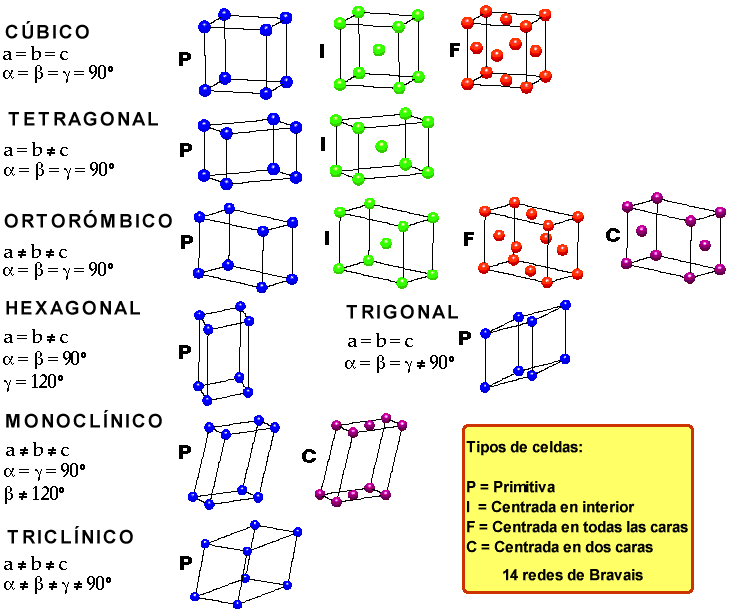 CÚBICO
a = b = c
α = β = γ = 90º
P
I
F
TETRAGONAL
a = b ≠ c
α = β = γ = 90º
P
I
ORTORÓMBICO
a ≠ b ≠ c
α = β = γ = 90º
P
I
F
C
HEXAGONAL
a = b ≠ c
α = β = 90º
γ = 120º
P
TRIGONAL
a = b = c
α = β = γ ≠ 90º
P
MONOCLÍNICO
a ≠ b ≠ c
α = γ = 90º
β ≠ 120º
P
C
TRICLÍNICO
a ≠ b ≠ c
α ≠ β ≠ γ ≠ 90º
P
Tipos de celdas:
P = Primitiva
I = Centrada en interior
F = Centrada en todas las caras
C = Centrada en dos caras
14 redes de Bravais